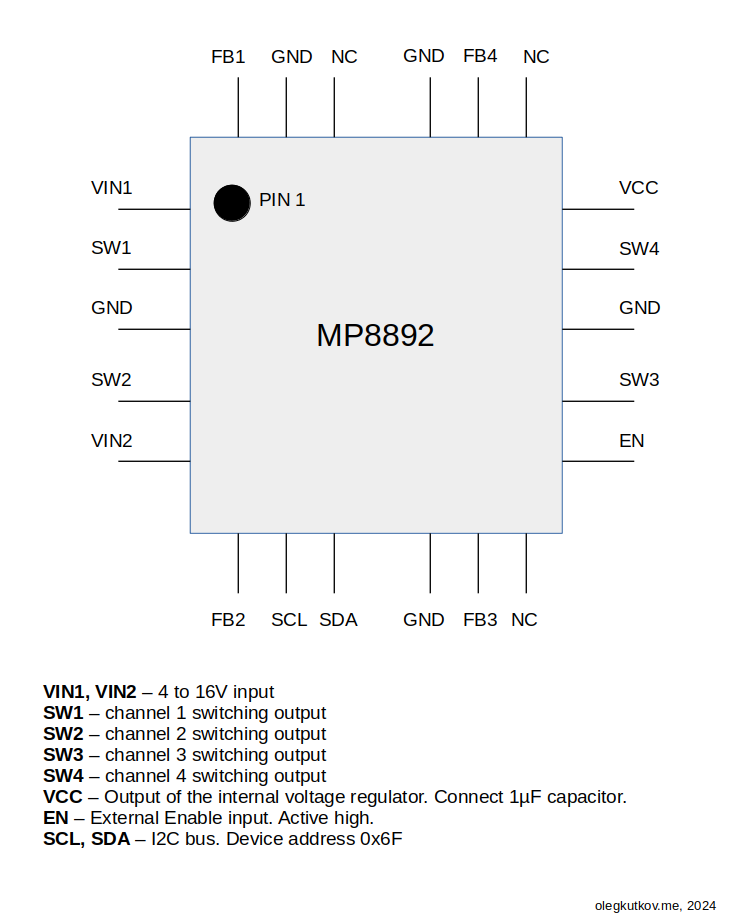 FB1 GND NC GND FB4 NC
VIN1 VCC
PIN 1
SW1 SW4
GND GND
MP8892
SW2 SW3
VIN2 EN
FB2 SCL SDA GND FB3 NC
VIN1, VIN2 – 4 to 16V input
SW1 – channel 1 switching output
SW2 – channel 2 switching output
SW3 – channel 3 switching output
SW4 – channel 4 switching output
VCC – Output of the internal voltage regulator. Connect 1µF capacitor.
EN – External Enable input. Active high.
SCL, SDA – I2C bus. Device address 0x6F
olegkutkov.me, 2024